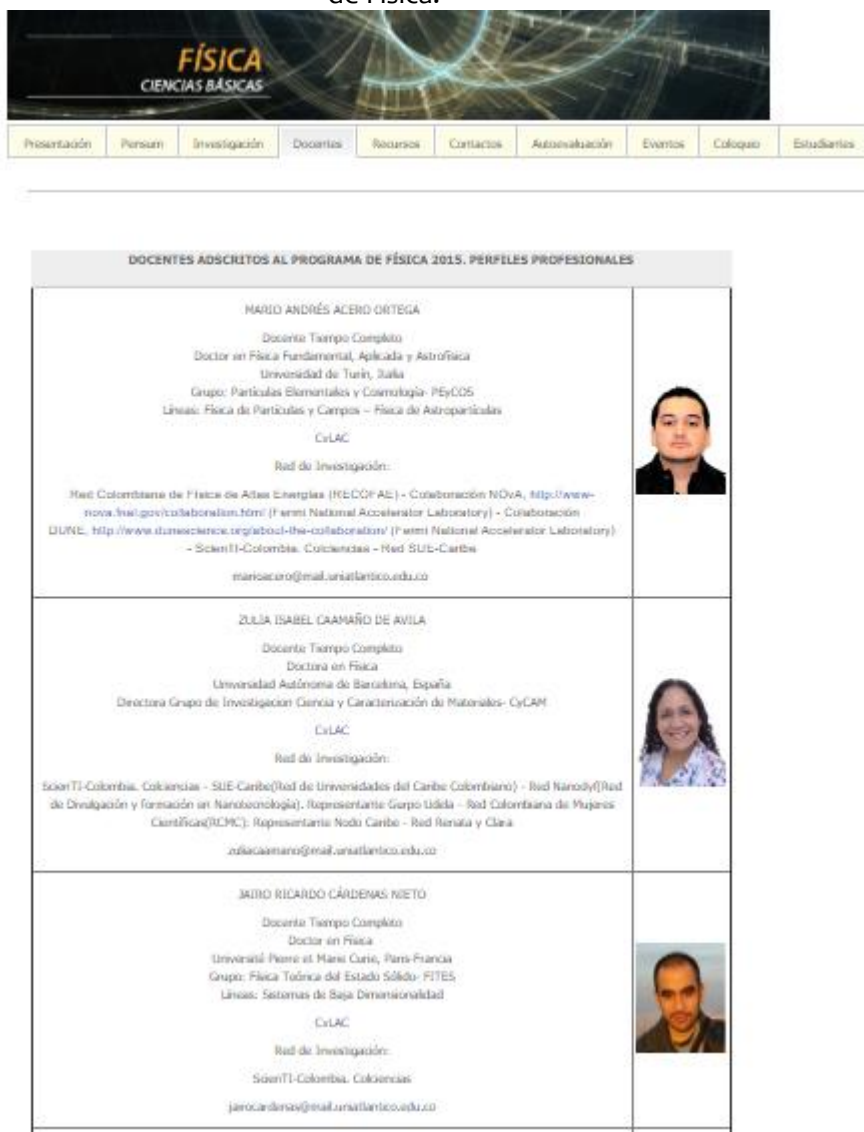 de Física.
FÍSICA
CIENCIAS BÁSICAS
Presentación Pensum Investigación Docentes Recursos Contactos Autoevaluación Eventos Coloquio Estudiantes
DOCENTES ADSCRITOS AL PROGRAMA DE FÍSICA 2015. PERFILES PROFESIONALES
MARIO ANDRÉS ACERO ORTEGA
Docente Tiempo Completo
Doctor en Física Fundamental, Aplicada y Astrofísica
Universidad de Turín, Italia
Grupo: Partículas Elementales y Cosmología- PEyCOS
Líneas: Física de Partículas y Campos – Física de Astropartículas
CvLAC
Red de Investigación:
Red Colombiana de Física de Altas Energías (RECOFAE) - Colaboración NOvA, http://www-
nova.fnal.gov/collaboration.html (Fermi National Accelerator Laboratory) - Colaboración
DUNE, http://www.dunescience.org/about-the-collaboration/ (Fermi National Accelerator Laboratory)
- ScienTI-Colombia. Colciencias - Red SUE-Caribe
marioacero@mail.uniatlantico.edu.co
ZULIA ISABEL CAAMAÑO DE AVILA
Docente Tiempo Completo
Doctora en Física
Universidad Autónoma de Barcelona, España
Directora Grupo de Investigacion Ciencia y Caracterización de Materiales- CyCAM
CvLAC
Red de Investigación:
ScienTI-Colombia. Colciencias - SUE-Caribe(Red de Universidades del Caribe Colombiano) - Red Nanodyf(Red
de Divulgación y formación en Nanotecnología). Representante Gurpo Udela - Red Colombiana de Mujeres
Científicas(RCMC): Representante Nodo Caribe - Red Renata y Clara
zuliacaamano@mail.uniatlantico.edu.co
JAIRO RICARDO CÁRDENAS NIETO
Docente Tiempo Completo
Doctor en Física
Université Pierre et Marie Curie, Paris-Francia
Grupo: Física Teórica del Estado Sólido- FITES
Líneas: Sistemas de Baja Dimensionalidad
CvLAC
Red de Investigación:
ScienTI-Colombia. Colciencias
jairocardenas@mail.uniatlantico.edu.co